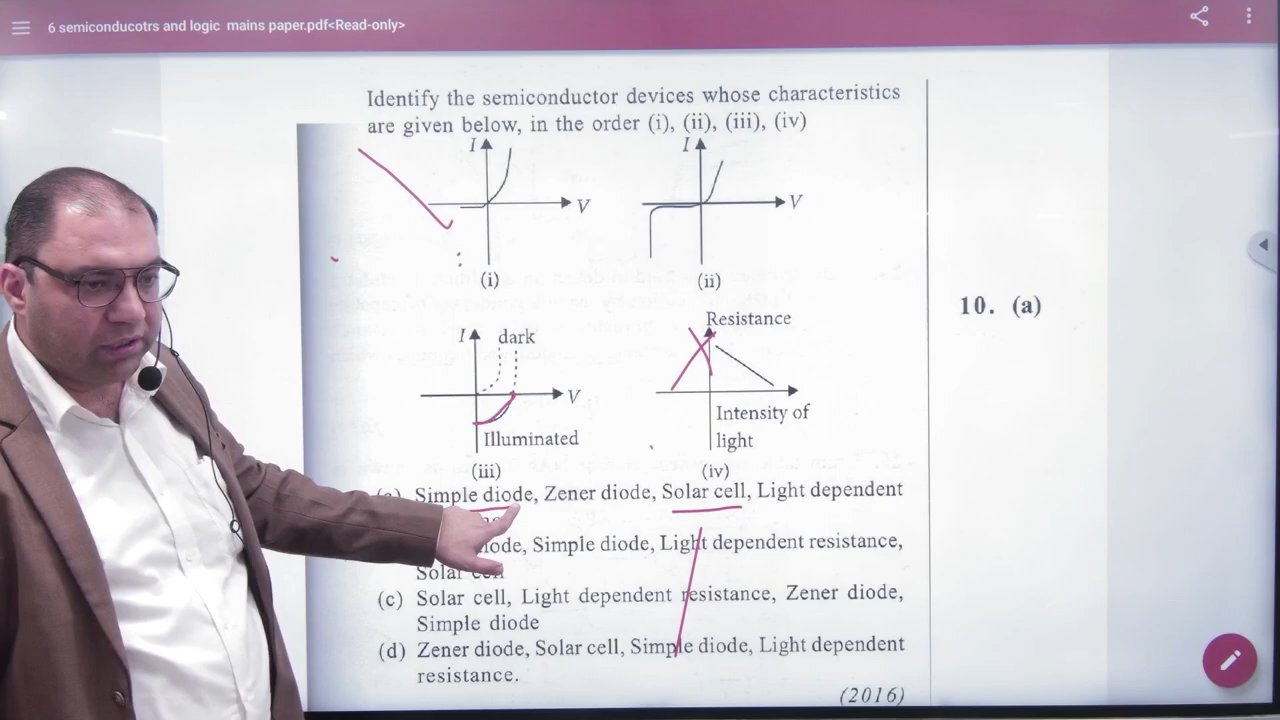 6 semiconducotrs and logic mains paper.pdf<Read-only>
Identify the semiconductor devices whose characteristics
are given below, in the order (i), (ii), (iii), (iv)
I
V
(i)
I
V
(ii)
I
dark
V
Illuminated
(iii)
Resistance
Intensity of
light
(iv)
10. (a)
Simple diode, Zener diode, Solar cell, Light dependent
Simple diode, Light dependent resistance,
Solar cell
(c) Solar cell, Light dependent resistance, Zener diode,
Simple diode
(d) Zener diode, Solar cell, Simple diode, Light dependent
resistance.
(2016)